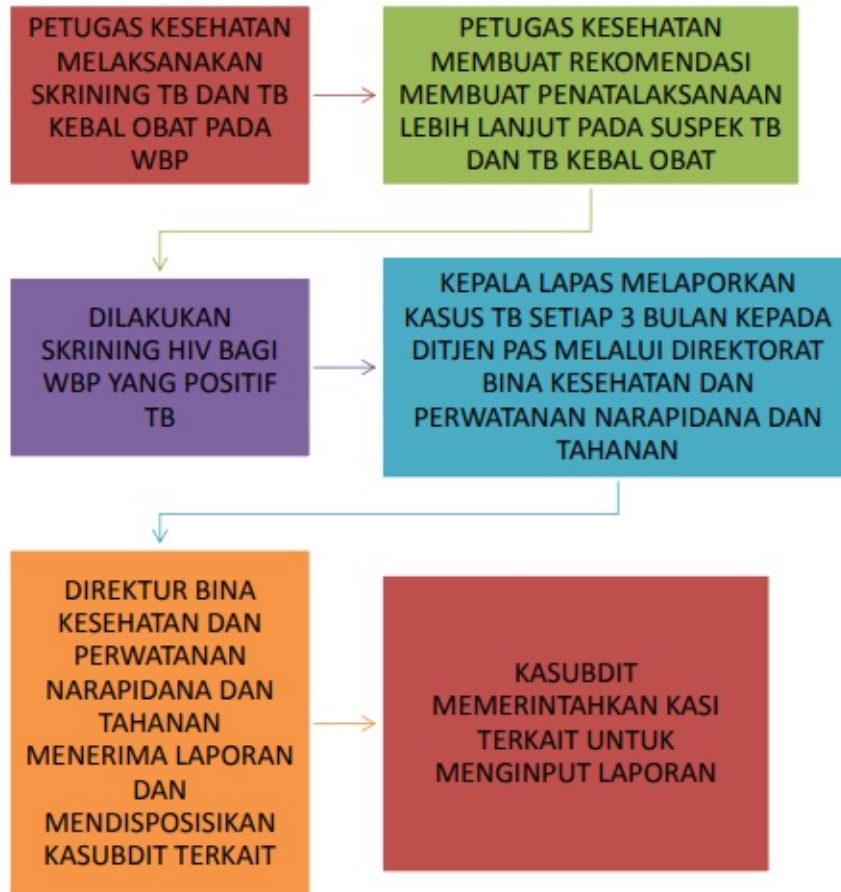 PETUGAS KESEHATAN
MELAKSANAKAN
SKRINING TB DAN TB
KEBAL OBAT PADA
WBP
PETUGAS KESEHATAN
MEMBUAT REKOMENDASI
MEMBUAT PENATALAKSANAAN
LEBIH LANJUT PADA SUSPEK TB
DAN TB KEBAL OBAT
DILAKUKAN
SKRINING HIV BAGI
WBP YANG POSITIF
TB
KEPALA LAPAS MELAPORKAN
KASUS TB SETIAP 3 BULAN KEPADA
DITJEN PAS MELALUI DIREKTORAT
BINA KESEHATAN DAN
PERWATANAN NARAPIDANA DAN
TAHANAN
DIREKTUR BINA
KESEHATAN DAN
PERWATANAN
NARAPIDANA DAN
TAHANAN
MENERIMA LAPORAN
DAN
MENDISPOSISIKAN
KASUBDIT TERKAIT
KASUBDIT
MEMERINTAHKAN KASI
TERKAIT UNTUK
MENGINPUT LAPORAN